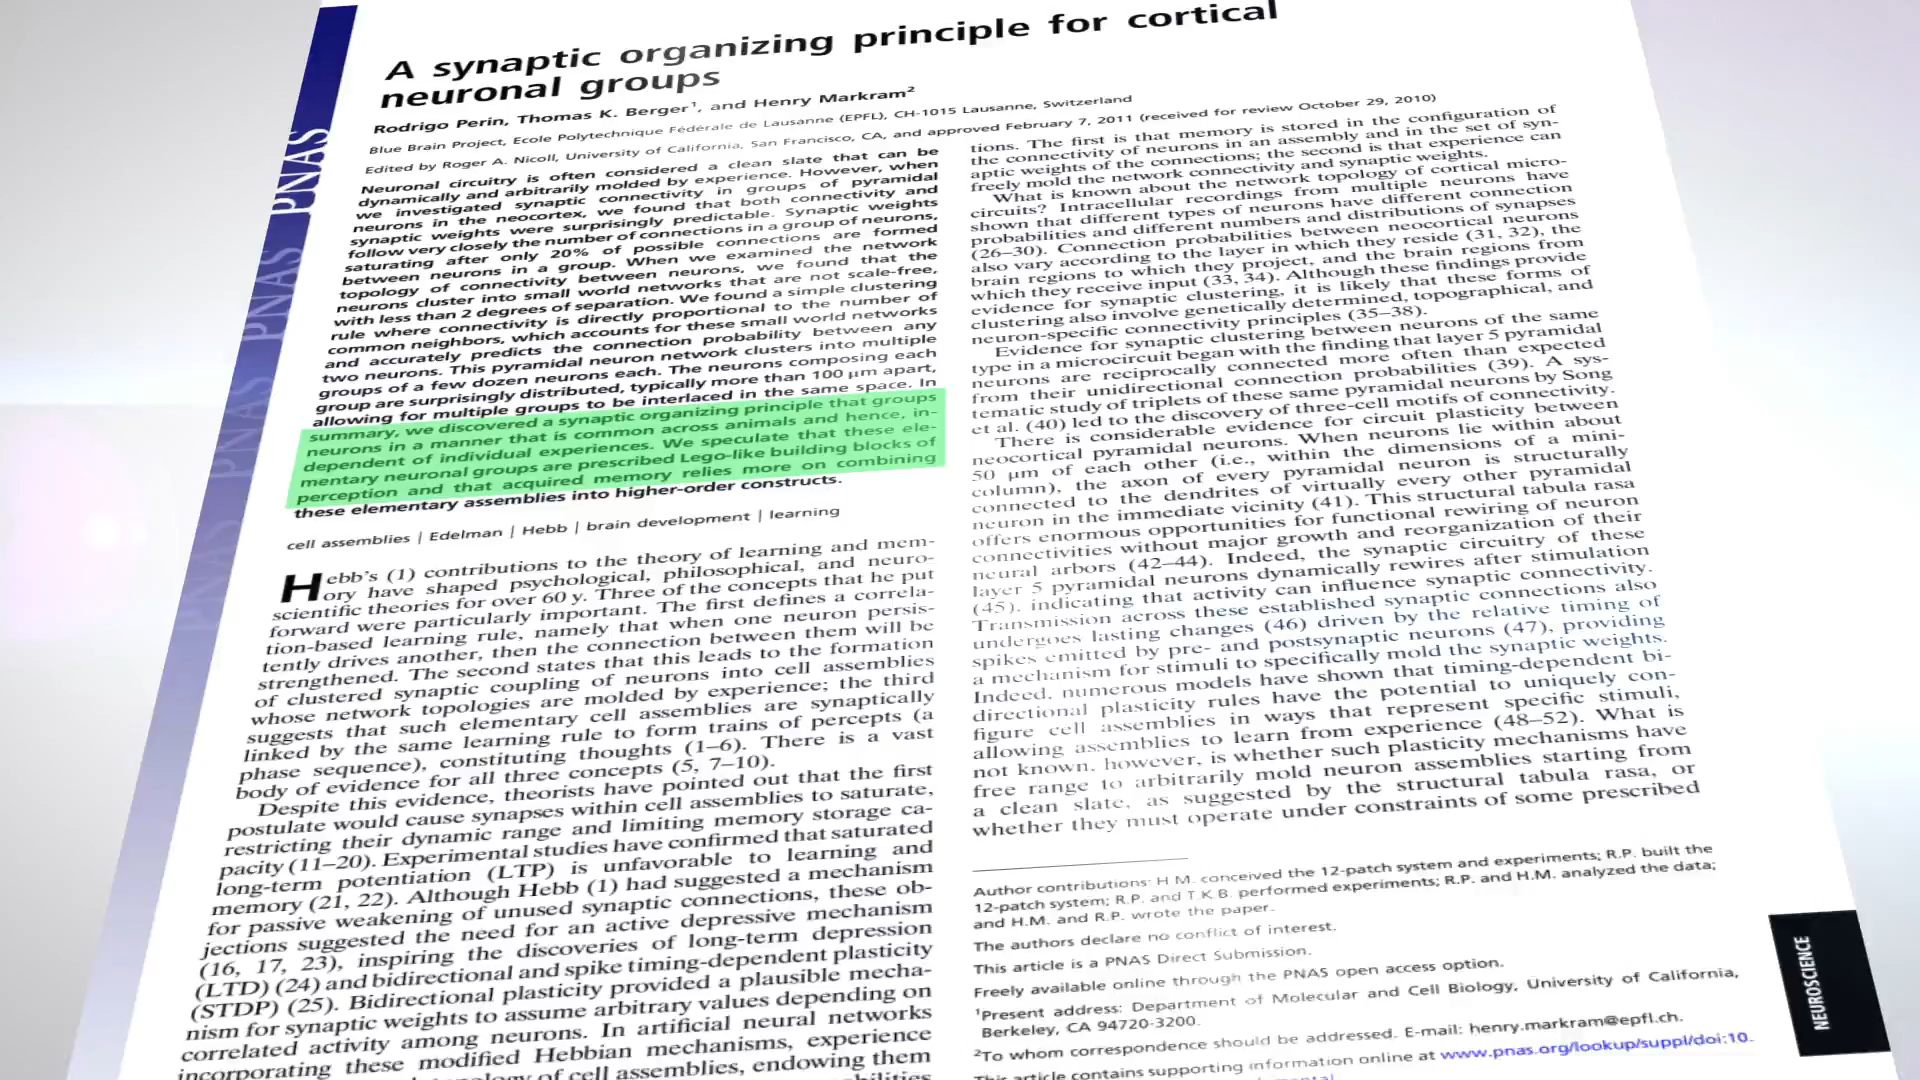 A synaptic organizing principle for cortical
neuronal groups
Rodrigo Perin, Thomas K. Berger1, and Henry Markram2
Blue Brain Project, Ecole Polytechnique Fédérale de Lausanne (EPFL), CH-1015 Lausanne, Switzerland
Edited by Roger A. Nicoll, University of California, San Francisco, CA, and approved February 7, 2011 (received for review October 29, 2010)
Neuronal circuitry is often considered a clean slate that can be
dynamically and arbitrarily molded by experience. However, when
we investigated synaptic connectivity in groups of pyramidal
neurons in the neocortex, we found that both connectivity and
synaptic weights were surprisingly predictable. Synaptic weights
follow very closely the number of connections in a group of neurons,
saturating after only 20% of possible connections are formed
between neurons in a group. When we examined the network
topology of connectivity between neurons, we found that the
neurons cluster into small world networks that are not scale-free,
with less than 2 degrees of separation. We found a simple clustering
rule where connectivity is directly proportional to the number of
common neighbors, which accounts for these small world networks
and accurately predicts the connection probability between any
two neurons. This pyramidal neuron network clusters into multiple
groups of a few dozen neurons each. The neurons composing each
group are surprisingly distributed, typically more than 100 μm apart,
allowing for multiple groups to be interlaced in the same space. In
summary, we discovered a synaptic organizing principle that groups
neurons in a manner that is common across animals and hence, in-
dependent of individual experiences. We speculate that these ele-
mentary neuronal groups are prescribed Lego-like building blocks of
perception and that acquired memory relies more on combining
these elementary assemblies into higher-order constructs.
cell assemblies | Edelman | Hebb | brain development | learning
Hebb's (1) contributions to the theory of learning and mem-
ory have shaped psychological, philosophical, and neuro-
scientific theories for over 60 y. Three of the concepts that he put
forward were particularly important. The first defines a correla-
tion-based learning rule, namely that when one neuron persis-
tently drives another, then the connection between them will be
strengthened. The second states that this leads to the formation
of clustered synaptic coupling of neurons into cell assemblies
whose network topologies are molded by experience; the third
suggests that such elementary cell assemblies are synaptically
linked by the same learning rule to form trains of percepts (a
phase sequence), constituting thoughts (1–6). There is a vast
body of evidence for all three concepts (5, 7–10).
Despite this evidence, theorists have pointed out that the first
postulate would cause synapses within cell assemblies to saturate,
restricting their dynamic range and limiting memory storage ca-
pacity (11–20). Experimental studies have confirmed that saturated
long-term potentiation (LTP) is unfavorable to learning and
memory (21, 22). Although Hebb (1) had suggested a mechanism
for passive weakening of unused synaptic connections, these ob-
jections suggested the need for an active depressive mechanism
(16, 17, 23), inspiring the discoveries of long-term depression
(LTD) (24) and bidirectional and spike timing-dependent plasticity
(STDP) (25). Bidirectional plasticity provided a plausible mecha-
nism for synaptic weights to assume arbitrary values depending on
correlated activity among neurons. In artificial neural networks
incorporating these modified Hebbian mechanisms, experience
of cell assemblies, endowing them
tions. The first is that memory is stored in the configuration of
the connectivity of neurons in an assembly and in the set of syn-
aptic weights of the connections; the second is that experience can
freely mold the network connectivity and synaptic weights.
What is known about the network topology of cortical micro-
circuits? Intracellular recordings from multiple neurons have
shown that different types of neurons have different connection
probabilities and different numbers and distributions of synapses
(26–30). Connection probabilities between neocortical neurons
also vary according to the layer in which they reside (31, 32), the
brain regions to which they project, and the brain regions from
which they receive input (33, 34). Although these findings provide
evidence for synaptic clustering, it is likely that these forms of
clustering also involve genetically determined, topographical, and
neuron-specific connectivity principles (35–38).
Evidence for synaptic clustering between neurons of the same
type in a microcircuit began with the finding that layer 5 pyramidal
neurons are reciprocally connected more often than expected
from their unidirectional connection probabilities (39). A sys-
tematic study of triplets of these same pyramidal neurons by Song
et al. (40) led to the discovery of three-cell motifs of connectivity.
There is considerable evidence for circuit plasticity between
neocortical pyramidal neurons. When neurons lie within about
50 μm of each other (i.e., within the dimensions of a mini-
column), the axon of every pyramidal neuron is structurally
connected to the dendrites of virtually every other pyramidal
neuron in the immediate vicinity (41). This structural tabula rasa
offers enormous opportunities for functional rewiring of neuron
connectivities without major growth and reorganization of their
neural arbors (42–44). Indeed, the synaptic circuitry of these
layer 5 pyramidal neurons dynamically rewires after stimulation
(45), indicating that activity can influence synaptic connectivity.
Transmission across these established synaptic connections also
undergoes lasting changes (46) driven by the relative timing of
spikes emitted by pre- and postsynaptic neurons (47), providing
a mechanism for stimuli to specifically mold the synaptic weights.
Indeed, numerous models have shown that timing-dependent bi-
directional plasticity rules have the potential to uniquely con-
figure cell assemblies in ways that represent specific stimuli,
allowing assemblies to learn from experience (48–52). What is
not known, however, is whether such plasticity mechanisms have
free range to arbitrarily mold neuron assemblies starting from
a clean slate, as suggested by the structural tabula rasa, or
whether they must operate under constraints of some prescribed
Author contributions: H.M. conceived the 12-patch system and experiments; R.P. built the
12-patch system; R.P. and T.K.B. performed experiments; R.P. and H.M. analyzed the data;
and H.M. and R.P. wrote the paper.
The authors declare no conflict of interest.
This article is a PNAS Direct Submission.
Freely available online through the PNAS open access option.
1Present address: Department of Molecular and Cell Biology, University of California,
Berkeley, CA 94720-3200.
2To whom correspondence should be addressed. E-mail: henry.markram@epfl.ch.
This article contains supporting information online at www.pnas.org/lookup/suppl/doi:10.
PNAS
PNAS
PNAS
PNAS
PNAS
NEUROSCIENCE